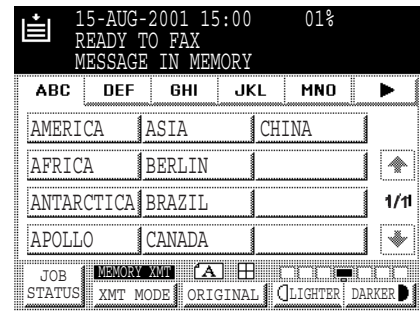 15-AUG-2001 15:00 01%
READY TO FAX
MESSAGE IN MEMORY
ABC DEF GHI JKL MNO
AMERICA ASIA CHINA
AFRICA BERLIN
ANTARCTICA BRAZIL 1/1
APOLLO CANADA
JOB STATUS
MEMORY XMT A
XMT MODE ORIGINAL LIGHTER DARKER